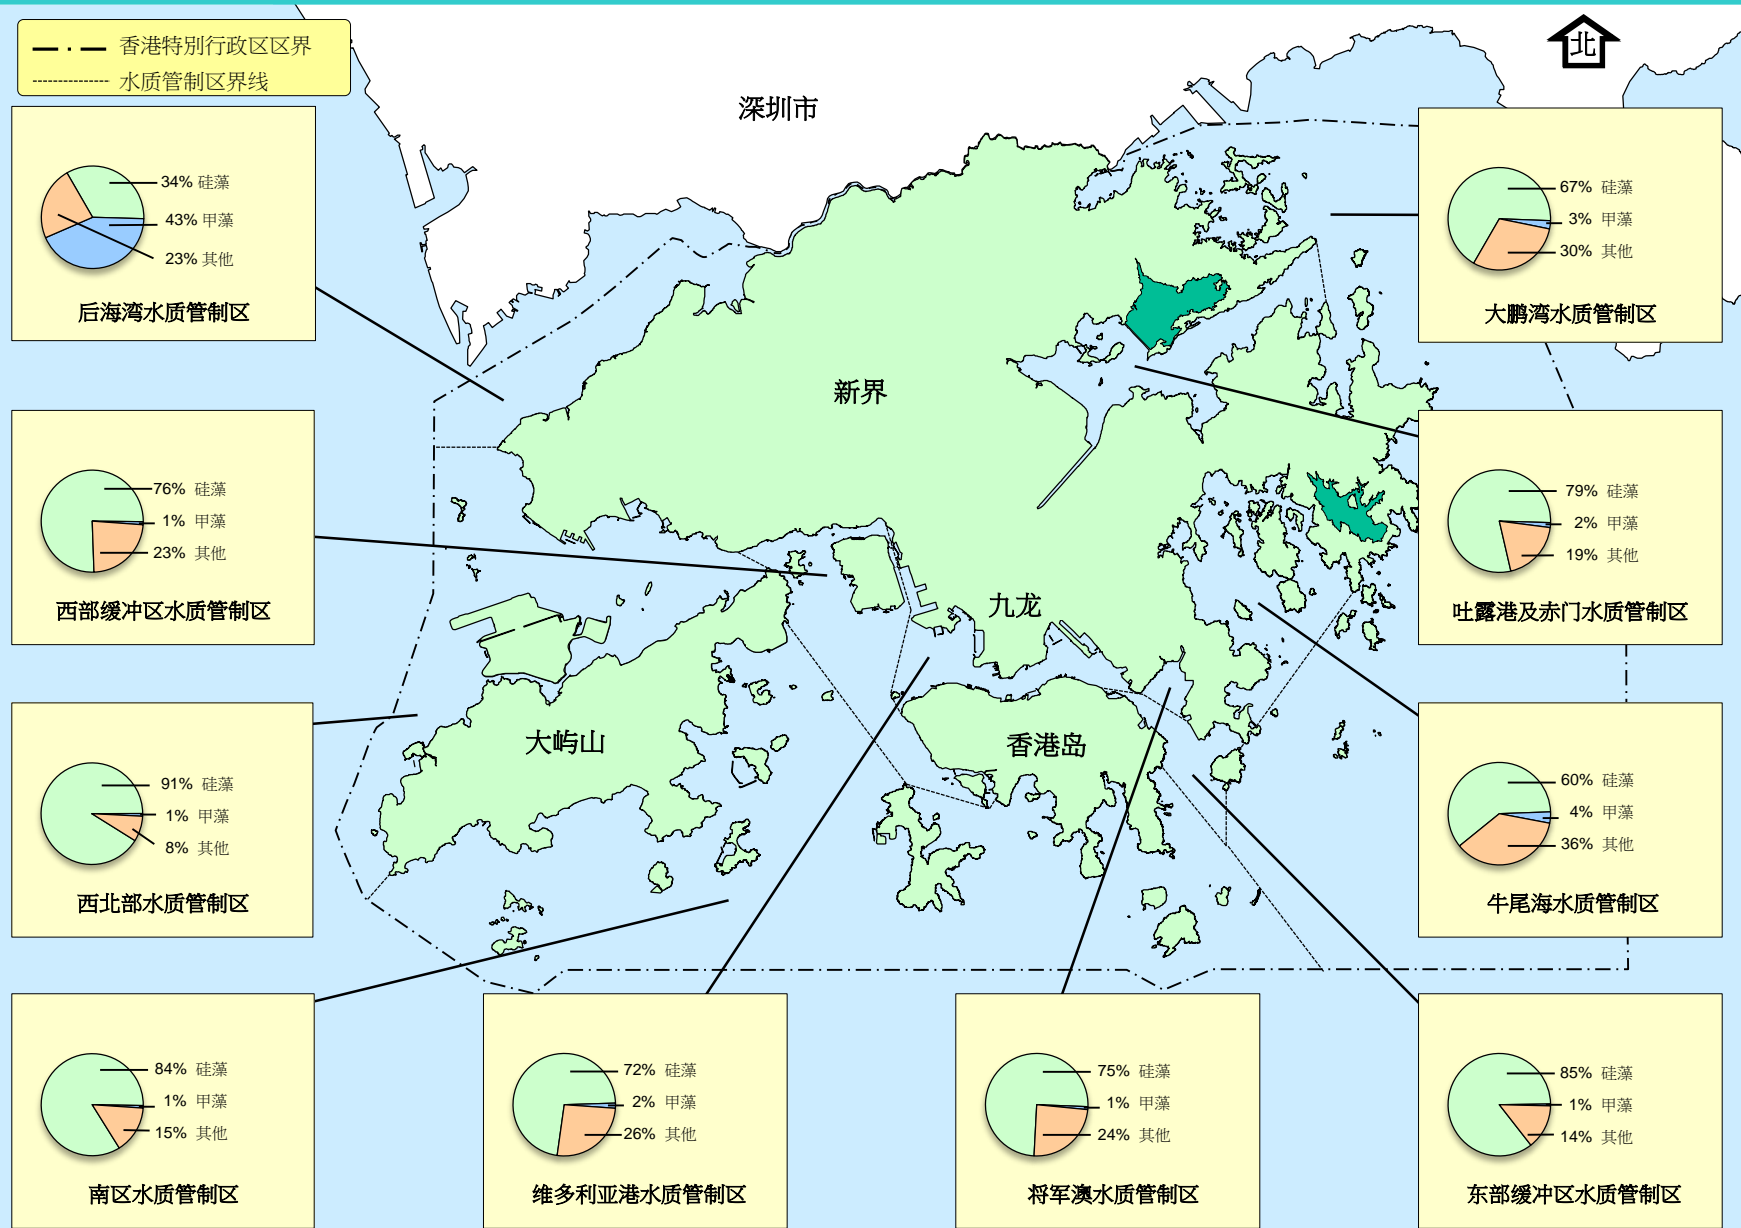 香港特别行政区区界
水质管制区界线
北
深圳市
新界
九龙
大屿山
香港岛
34% 硅藻
43% 甲藻
23% 其他
后海湾水质管制区
76% 硅藻
1% 甲藻
23% 其他
西部缓冲区水质管制区
91% 硅藻
1% 甲藻
8% 其他
西北部水质管制区
84% 硅藻
1% 甲藻
15% 其他
南区水质管制区
72% 硅藻
2% 甲藻
26% 其他
维多利亚港水质管制区
75% 硅藻
1% 甲藻
24% 其他
将军澳水质管制区
67% 硅藻
3% 甲藻
30% 其他
大鹏湾水质管制区
79% 硅藻
2% 甲藻
19% 其他
吐露港及赤门水质管制区
60% 硅藻
4% 甲藻
36% 其他
牛尾海水质管制区
85% 硅藻
1% 甲藻
14% 其他
东部缓冲区水质管制区